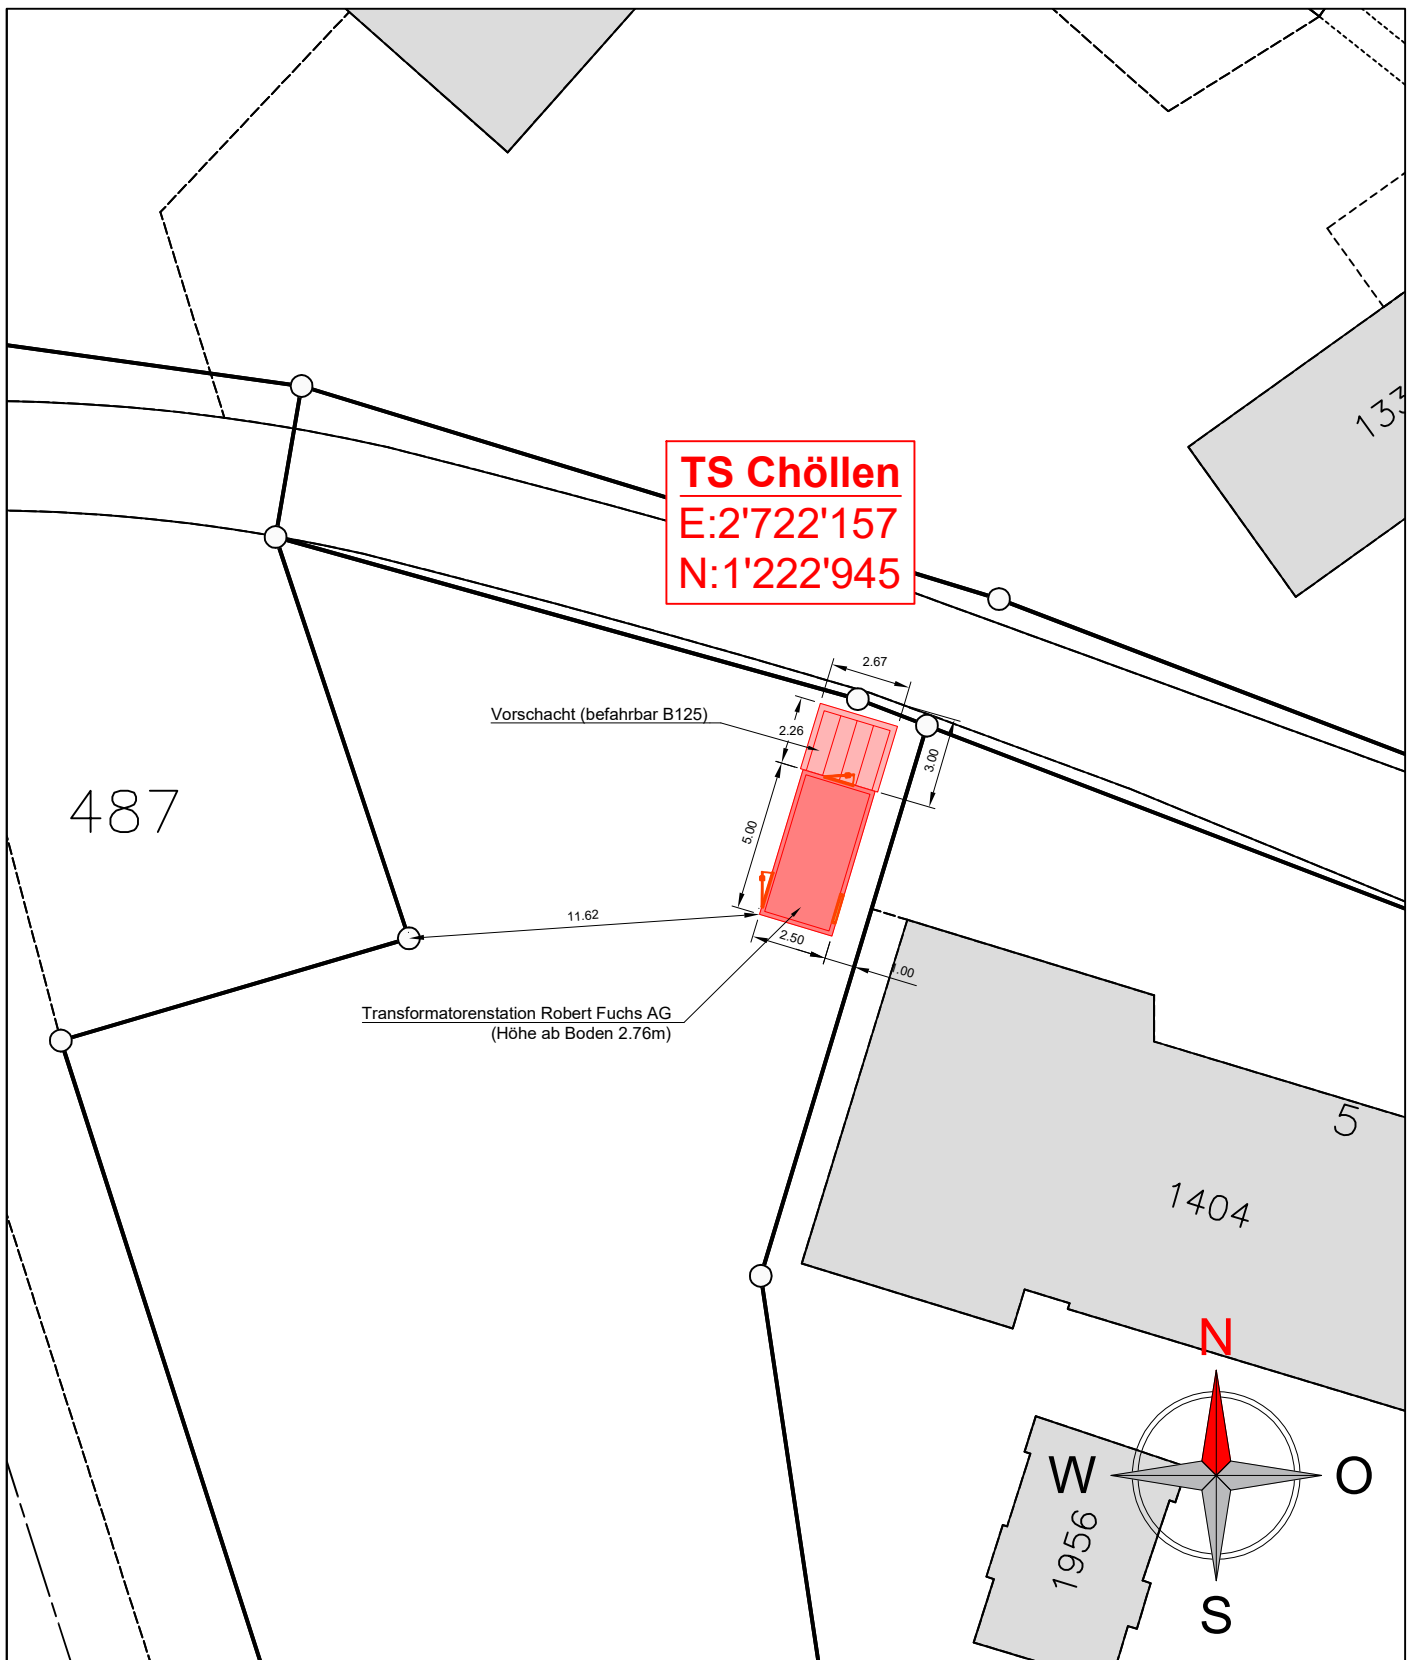 133
TS Chöllen
E:2'722'157
N:1'222'945
2.67
Vorschacht (befahrbar B125)
2.26
3.00
487
5.00
11.62
2.50
1.00
Transformatorenstation Robert Fuchs AG
(Höhe ab Boden 2.76m)
5
1404
N
W
O
1956
S